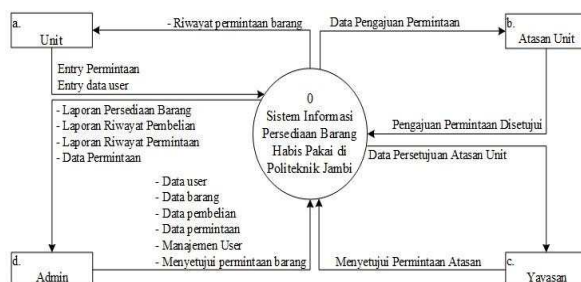 a.
Unit
- Riwayat permintaan barang
Data Pengajuan Permintaan
b.
Atasan Unit
Entry Permintaan
Entry data user
0
Sistem Informasi
Persediaan Barang
Habis Pakai di
Politeknik Jambi
- Laporan Persediaan Barang
- Laporan Riwayat Pembelian
- Laporan Riwayat Permintaan
- Data Permintaan
Pengajuan Permintaan Disetujui
Data Persetujuan Atasan Unit
- Data user
- Data barang
- Data pembelian
- Data permintaan
- Manajemen User
- Menyetujui permintaan barang
d.
Admin
Menyetujui Permintaan Atasan
c.
Yayasan